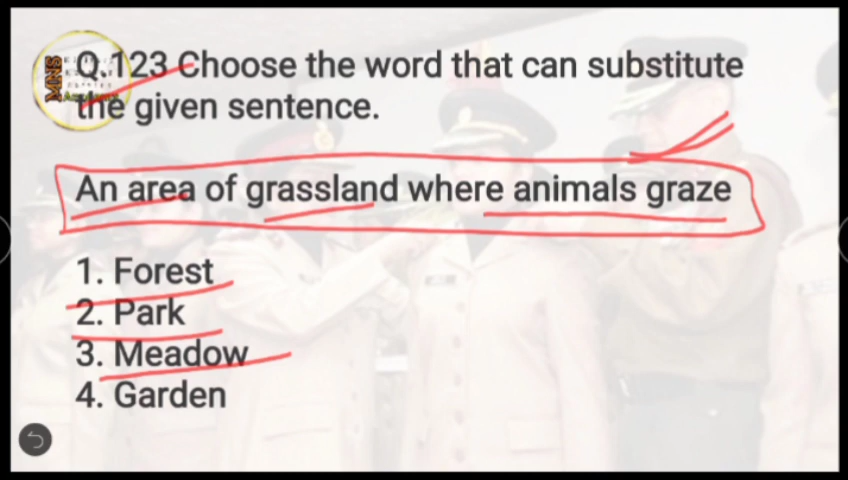 MNS
Q.123 Choose the word that can substitute
the given sentence.
An area of grassland where animals graze
1. Forest
2. Park
3. Meadow
4. Garden